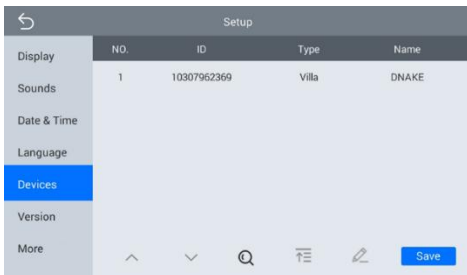 Setup
Display
Sounds
Date & Time
Language
Devices
Version
More
NO. ID Type Name
1 10307962369 Villa DNAKE
Save